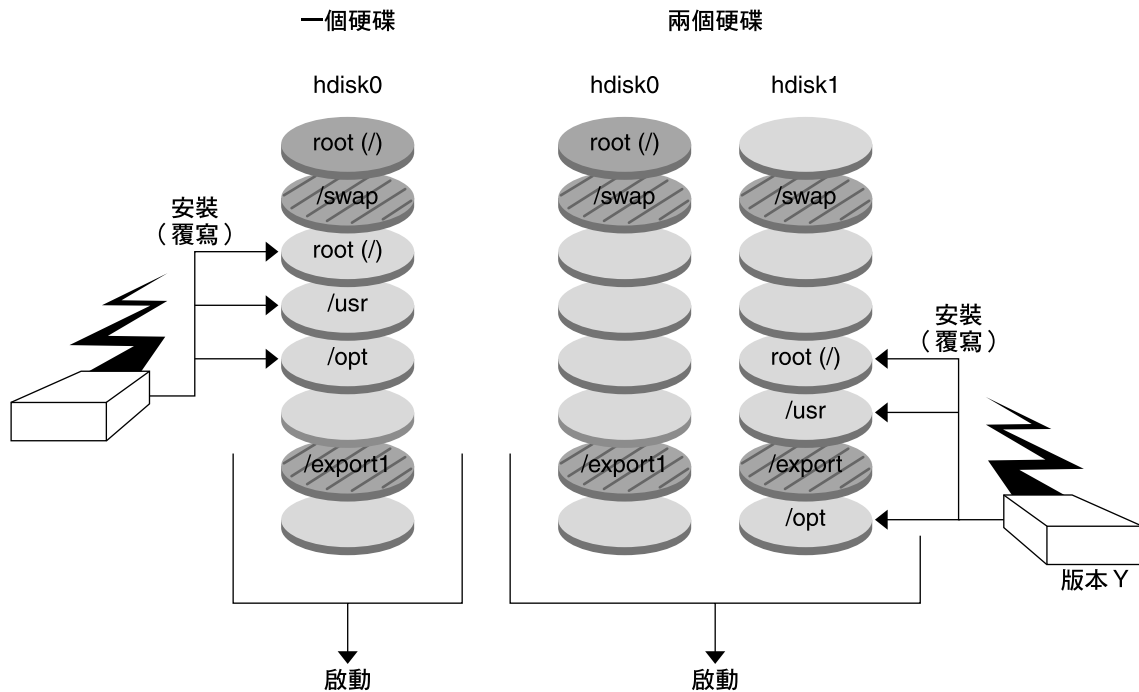 一個硬碟
兩個硬碟
hdisk0
hdisk0
hdisk1
root (/)
/swap
root (/)
/usr
/opt
/export1
安裝
（覆寫）
root (/)
/swap
/export1
/swap
root (/)
/usr
/export
/opt
安裝
（覆寫）
版本 Y
啟動
啟動